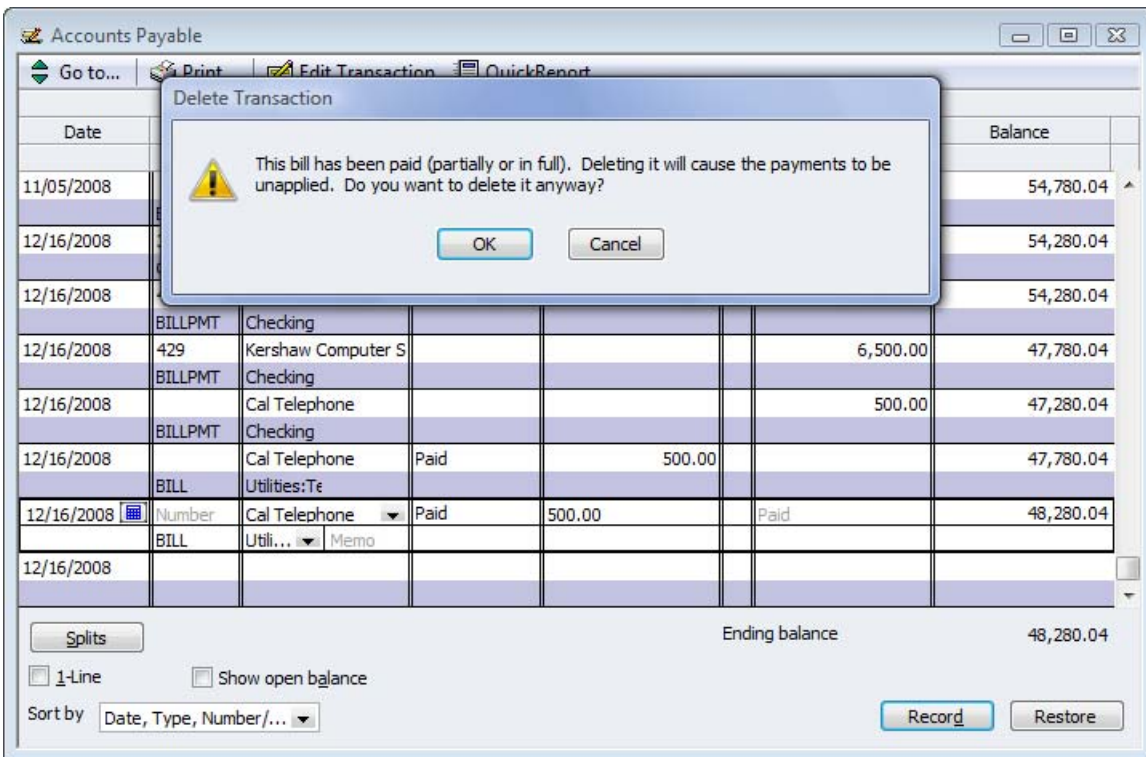 Accounts Payable
Go to... Print... Edit Transaction QuickReport
Delete Transaction
Date Balance
This bill has been paid (partially or in full). Deleting it will cause the payments to be
unapplied. Do you want to delete it anyway?
OK Cancel
11/05/2008 54,780.04
12/16/2008 54,280.04
12/16/2008 54,280.04
BILLPMT Checking
12/16/2008 429 Kershaw Computer S 6,500.00 47,780.04
BILLPMT Checking
12/16/2008 Cal Telephone 500.00 47,280.04
BILLPMT Checking
12/16/2008 Cal Telephone Paid 500.00 47,780.04
BILL Utilities:Te
12/16/2008 Number Cal Telephone Paid 500.00 Paid 48,280.04
BILL Utili... Memo
12/16/2008
Splits Ending balance 48,280.04
1-Line Show open balance
Sort by Date, Type, Number/... Record Restore